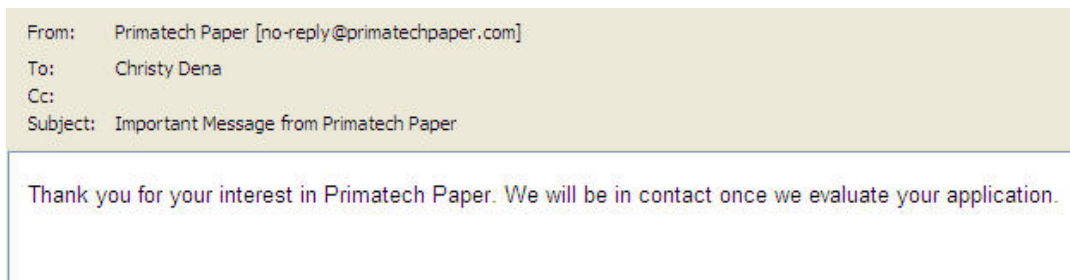 From: Primatech Paper [no-reply@primatechpaper.com]
To: Christy Dena
Cc:
Subject: Important Message from Primatech Paper
Thank you for your interest in Primatech Paper. We will be in contact once we evaluate your application.